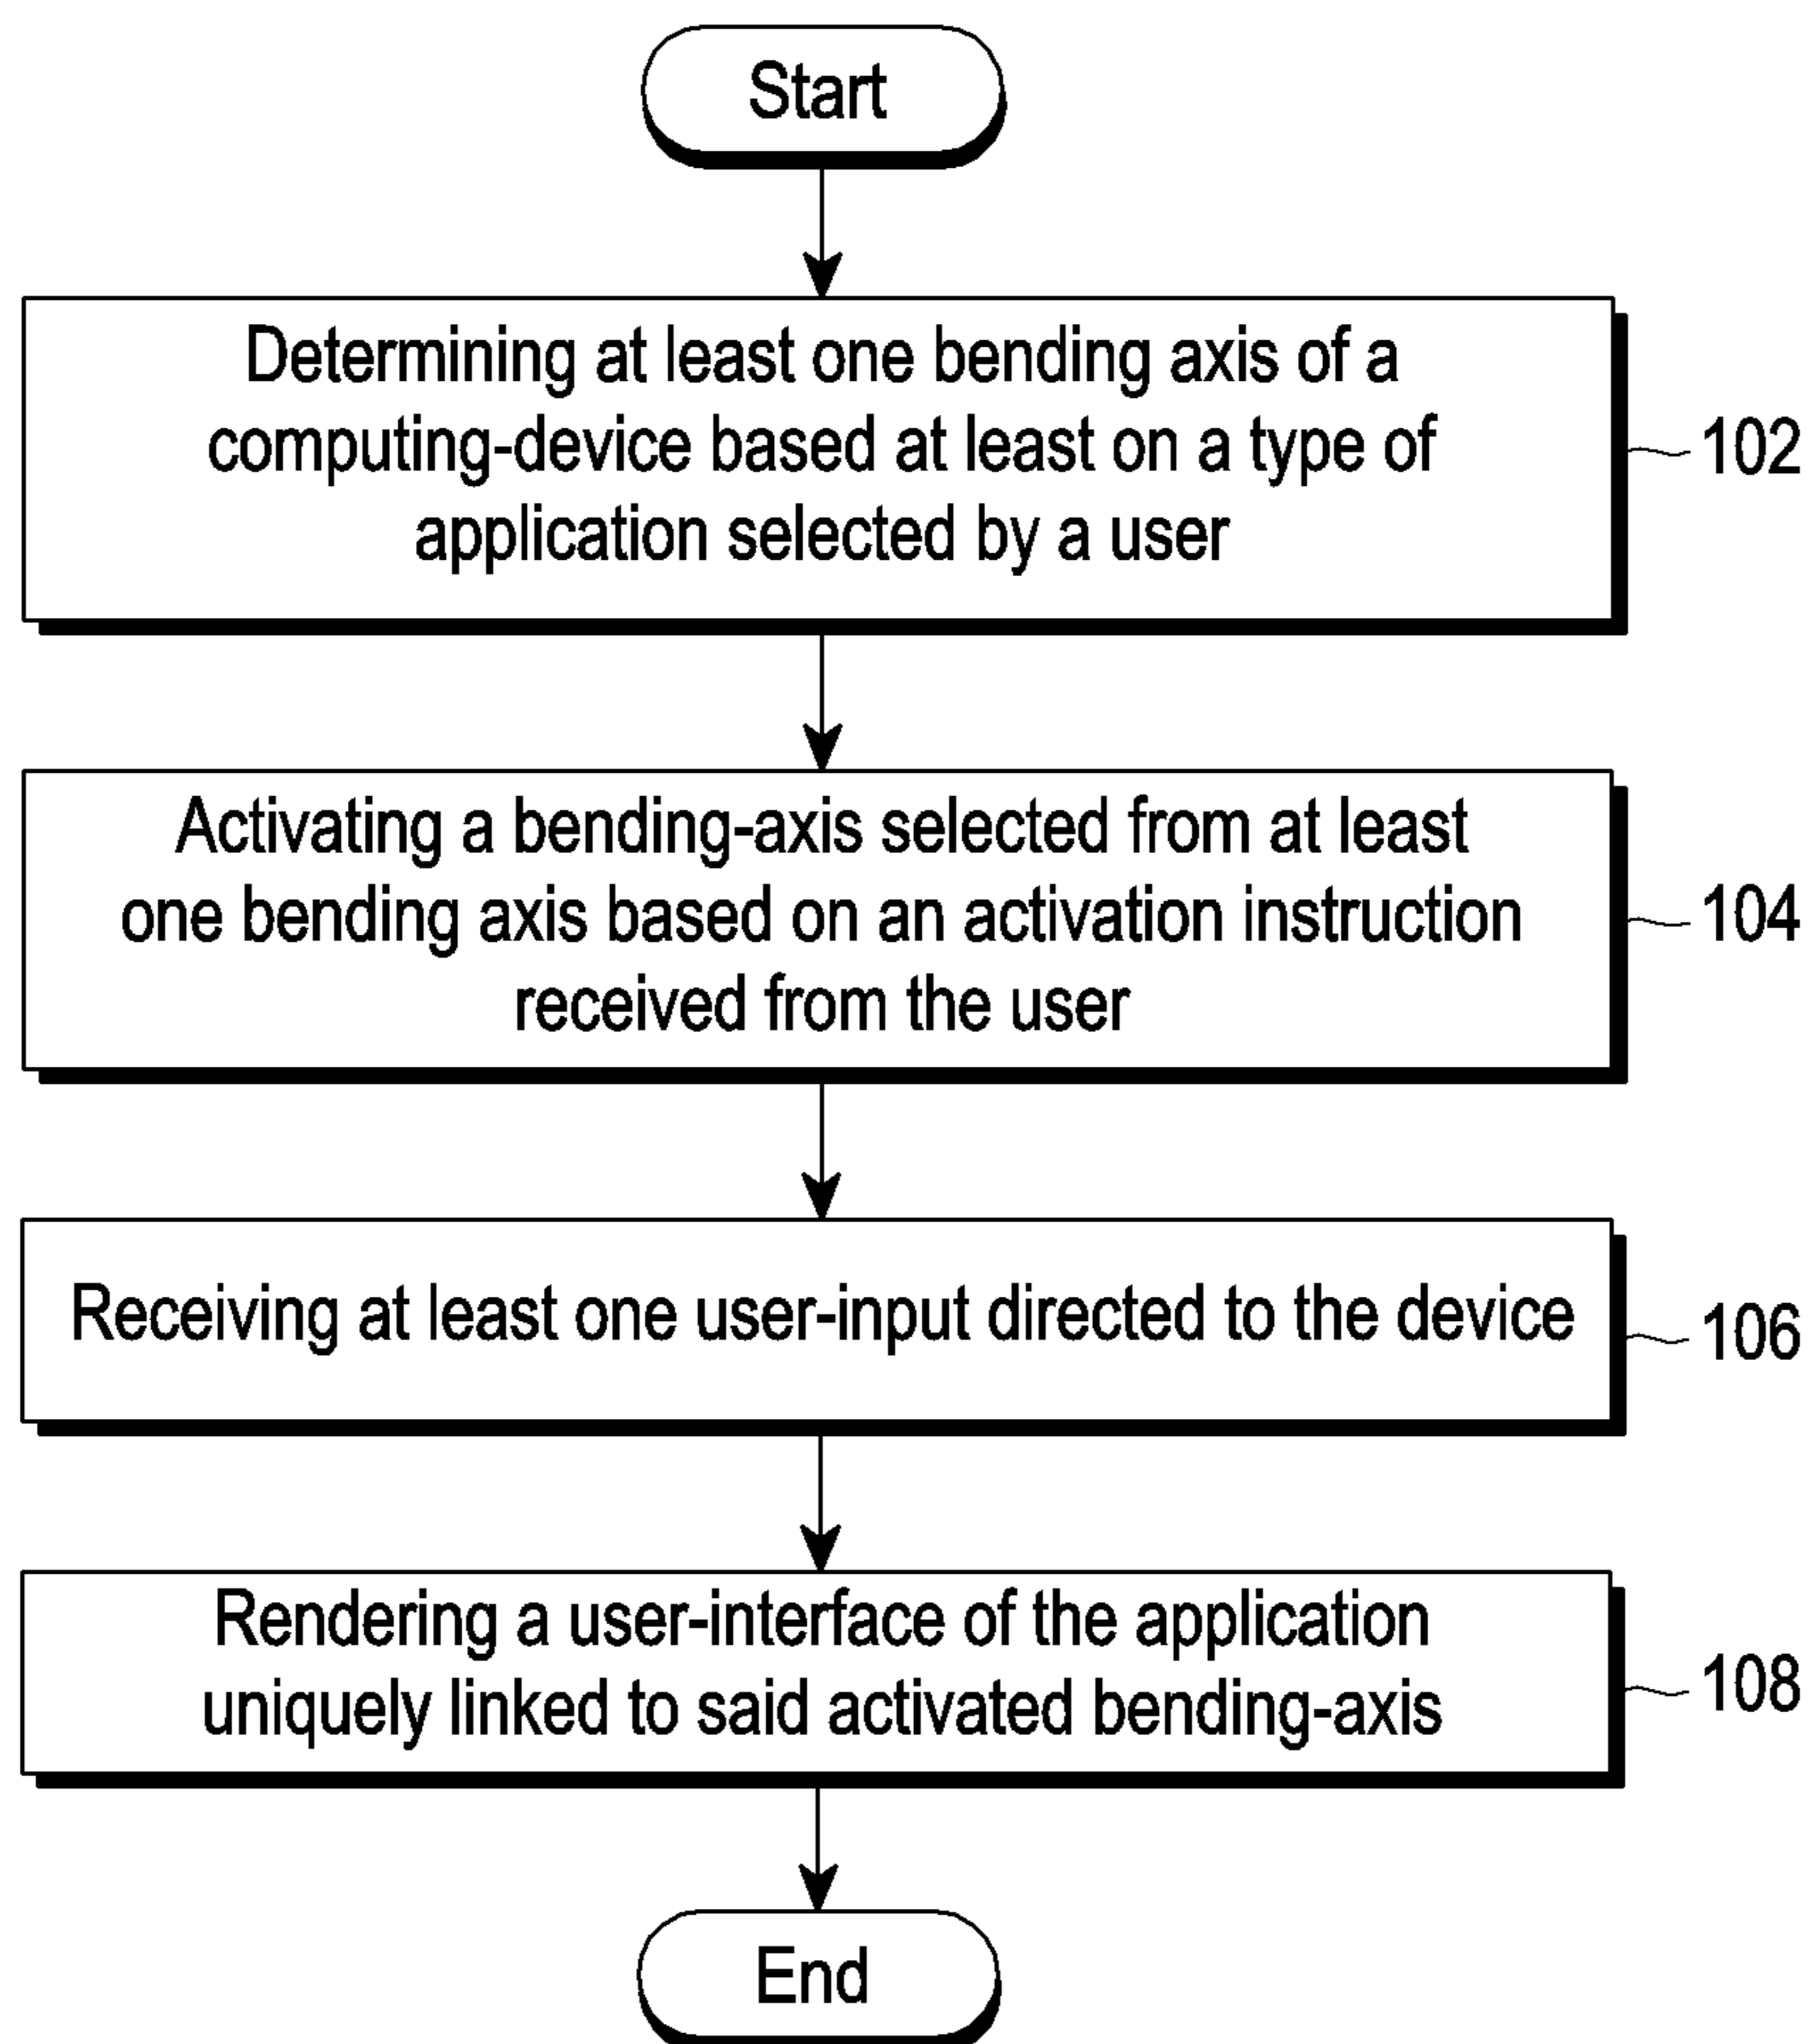 Start
Determining at least one bending axis of a
computing-device based at least on a type of
application selected by a user
102
Activating a bending-axis selected from at least
one bending axis based on an activation instruction
received from the user
104
Receiving at least one user-input directed to the device
106
Rendering a user-interface of the application
uniquely linked to said activated bending-axis
108
End